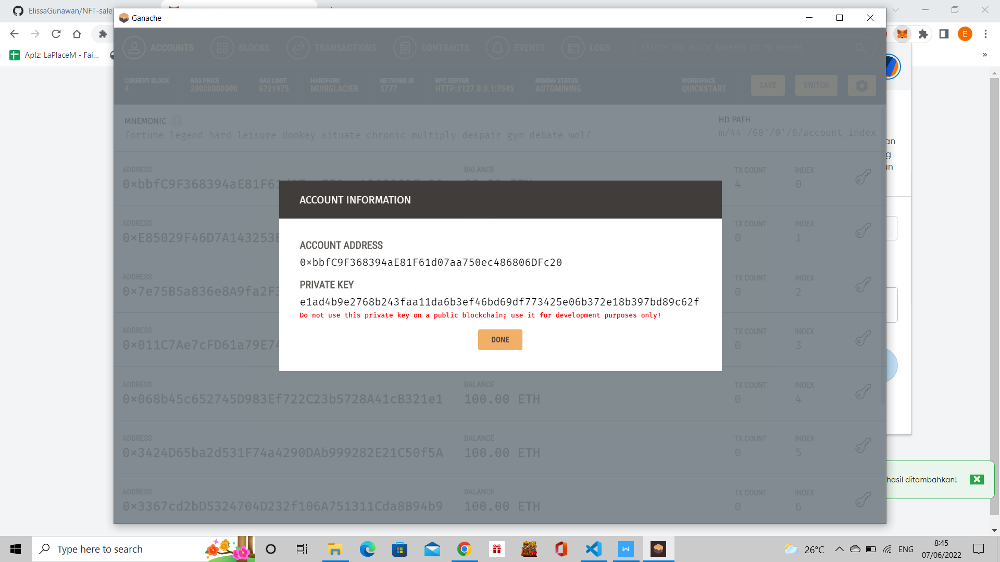 ElissaGunawan/NFT-sale
Ganache
E
Aplz: LaPlaceM - Fai...
»
ACCOUNTS
BLOCKS
TRANSACTIONS
CONTRACTS
EVENTS
LOGS
SEARCH FOR BLOCK NUMBERS OR TX HASHES
CURRENT BLOCK
4
GAS PRICE
20000000000
GAS LIMIT
6721975
HARDFORK
MUIRGLACIER
NETWORK ID
5777
RPC SERVER
HTTP://127.0.0.1:7545
MINING STATUS
AUTOMINING
WORKSPACE
QUICKSTART
SAVE
SWITCH
MNEMONIC
fortune legend hard leisure donkey situate chronic multiply despair gym debate wolf
HD PATH
m/44'/60'/0'/0/account_index
ADDRESS
BALANCE
TX COUNT
4
INDEX
0
ADDRESS
0×E85029F46D7A143253
TX COUNT
0
INDEX
1
ADDRESS
0×7e75B5a836e8A9fa2F
TX COUNT
0
INDEX
2
ADDRESS
0×011C7Ae7cFD61a79E74
TX COUNT
0
INDEX
3
ACCOUNT INFORMATION
ACCOUNT ADDRESS
0×bbfC9F368394aE81F61d07aa750ec486806DFc20
PRIVATE KEY
e1ad4b9e2768b243faa11da6b3ef46bd69df773425e06b372e18b397bd89c62f
Do not use this private key on a public blockchain; use it for development purposes only!
DONE
ADDRESS
0×068b45c652745D983Ef722C23b5728A41cB321e1
BALANCE
100.00 ETH
TX COUNT
0
INDEX
4
ADDRESS
0×3424D65ba2d531F74a4290DAb999282E21C50f5A
BALANCE
100.00 ETH
TX COUNT
0
INDEX
5
ADDRESS
0×3367cd2bD5324704D232f106A751311Cda8B94b9
BALANCE
100.00 ETH
TX COUNT
0
INDEX
6
an
g
an
hasil ditambahkan!
Type here to search
26°C
ENG
8:45
07/06/2022